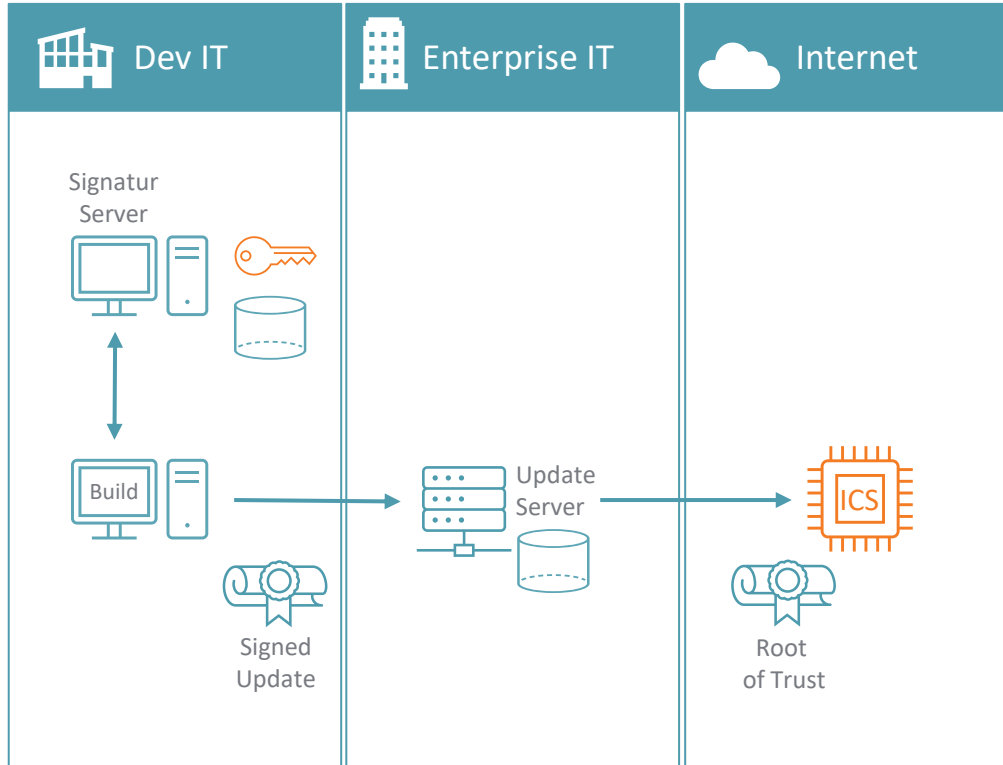 Dev IT
Enterprise IT
Internet
Signatur
Server
Build
Update
Server
ICS
Signed
Update
Root
of Trust